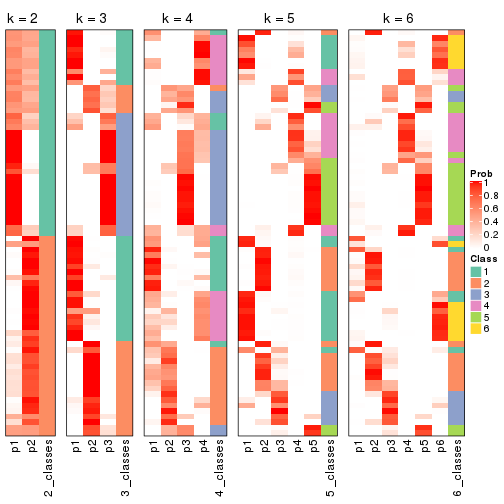 k = 2
k = 3
k = 4
k = 5
k = 6
Prob
1
0.8
0.6
0.4
0.2
0
Class
1
2
3
4
5
6
p1
p2
2_classes
p1
p2
p3
3_classes
p1
p2
p3
p4
4_classes
p1
p2
p3
p4
p5
5_classes
p1
p2
p3
p4
p5
p6
6_classes